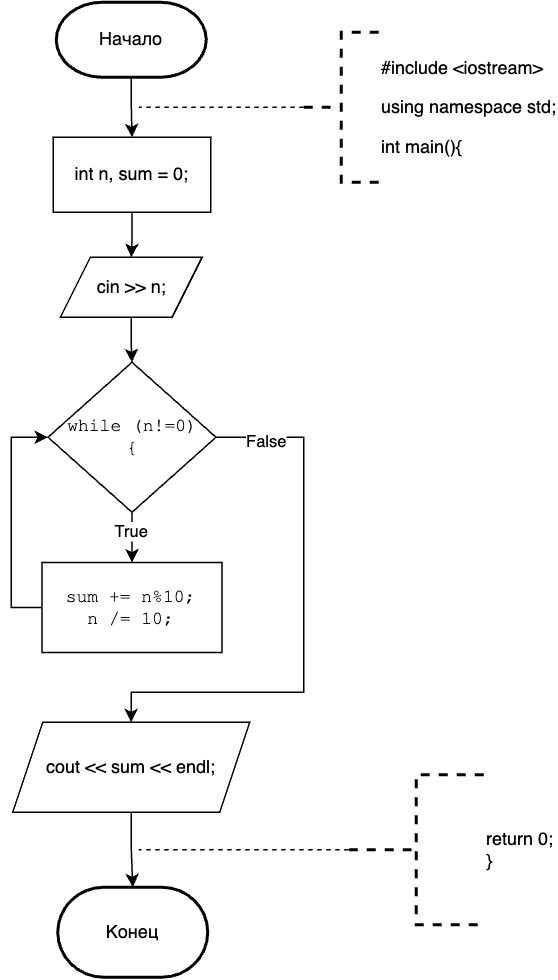 Начало
#include <iostream>
using namespace std;
int main(){
int n, sum = 0;
cin >> n;
while (n!=0)
{
False
True
sum += n%10;
n /= 10;
cout << sum << endl;
return 0;
}
Конец